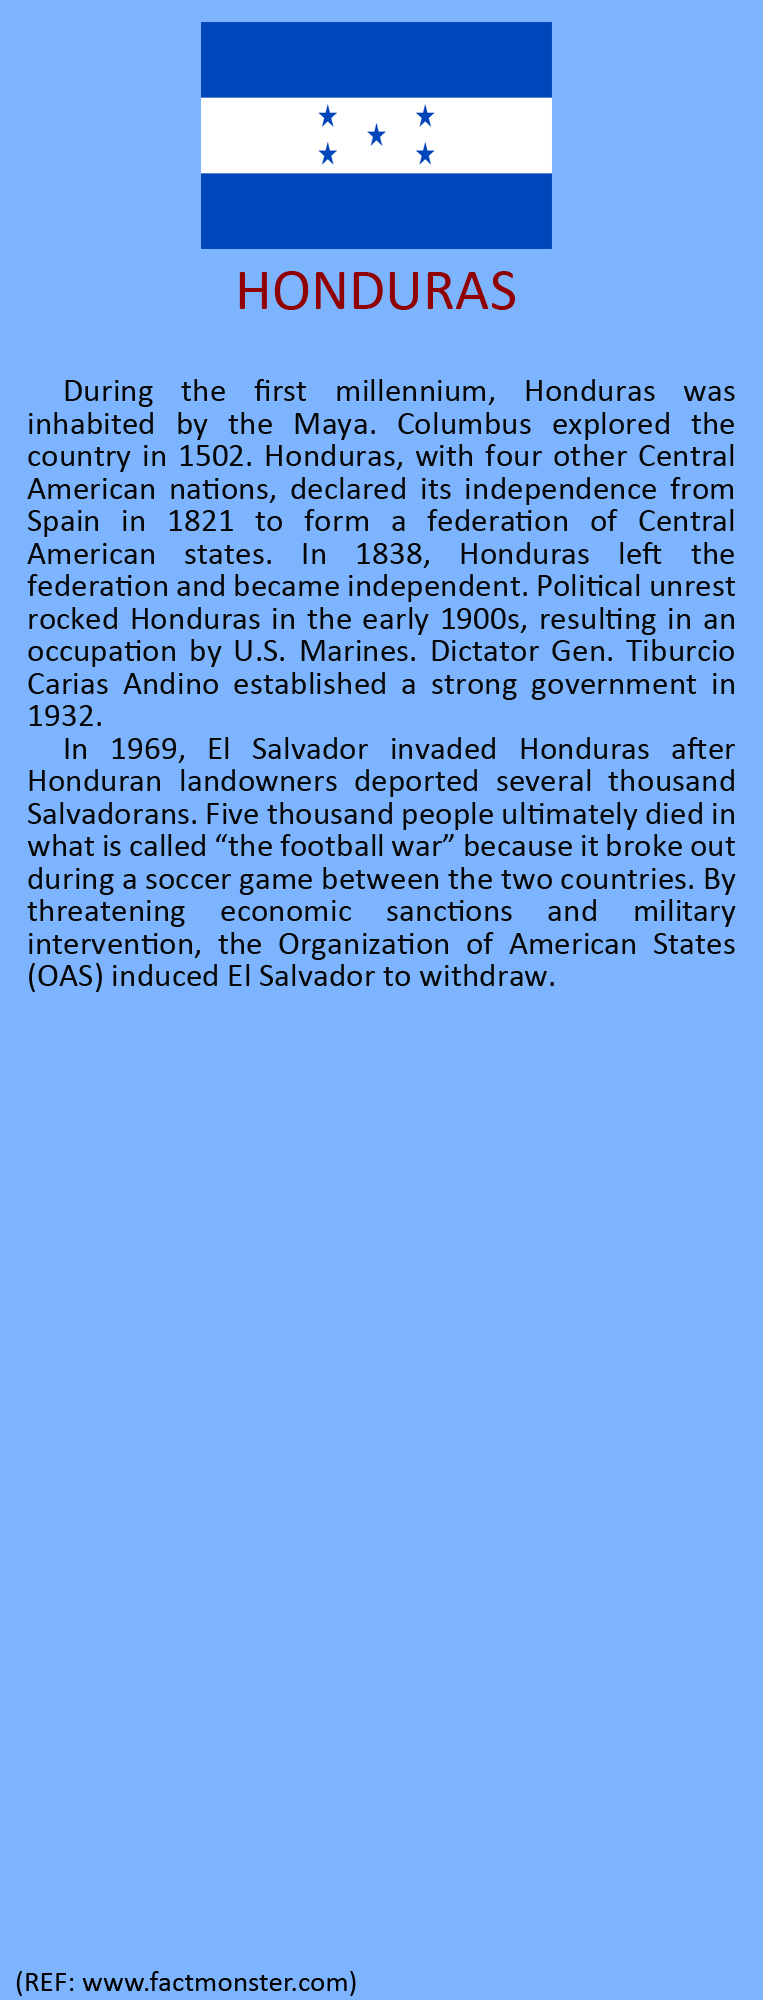 HONDURAS
During the first millennium, Honduras was
inhabited by the Maya. Columbus explored the
country in 1502. Honduras, with four other Central
American nations, declared its independence from
Spain in 1821 to form a federation of Central
American states. In 1838, Honduras left the
federation and became independent. Political unrest
rocked Honduras in the early 1900s, resulting in an
occupation by U.S. Marines. Dictator Gen. Tiburcio
Carias Andino established a strong government in
1932.
In 1969, El Salvador invaded Honduras after
Honduran landowners deported several thousand
Salvadorans. Five thousand people ultimately died in
what is called “the football war” because it broke out
during a soccer game between the two countries. By
threatening economic sanctions and military
intervention, the Organization of American States
(OAS) induced El Salvador to withdraw.
(REF: www.factmonster.com)